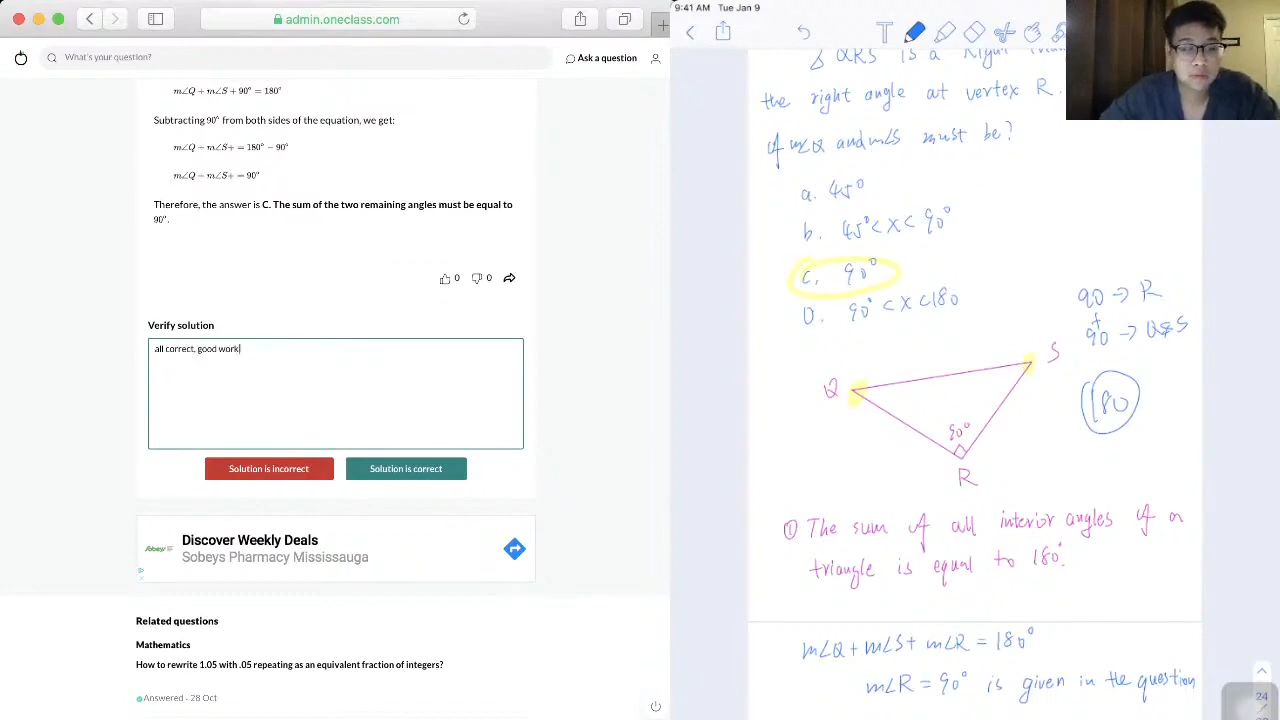 9:41 AM Tue Jan 9
admin.oneclass.com
What's your question?
Ask a question
m∠Q + m∠S + 90° = 180°
Subtracting 90° from both sides of the equation, we get:
m∠Q + m∠S+ = 180° − 90°
m∠Q + m∠S+ = 90°
Therefore, the answer is C. The sum of the two remaining angles must be equal to
90°.
0 0
Verify solution
all correct, good work
Solution is incorrect Solution is correct
Sobeys
Discover Weekly Deals
Sobeys Pharmacy Mississauga
Related questions
Mathematics
How to rewrite 1.05 with .05 repeating as an equivalent fraction of integers?
Answered · 28 Oct
△ QRS is a Right
the right angle at vertex R.
if m∠Q and m∠S must be?
a. 45°
b. 45° < x < 90°
C. 90°
D. 90° < x < 180
90 → R
+
90 → Q&S
180
Q
S
90°
R
① The sum of all interior angles of a
triangle is equal to 180°.
m∠Q + m∠S + m∠R = 180°
m∠R = 90° is given in the question
24